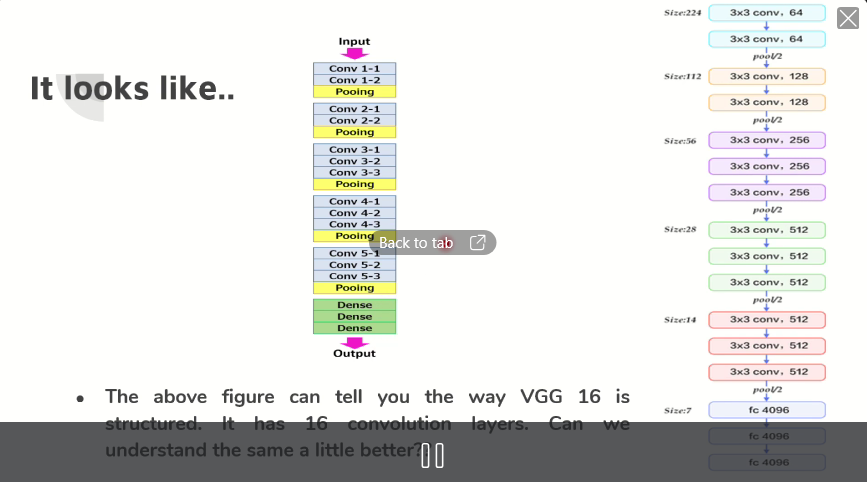 It looks like..
Input
Conv 1-1
Conv 1-2
Pooing
Conv 2-1
Conv 2-2
Pooing
Conv 3-1
Conv 3-2
Conv 3-3
Pooing
Conv 4-1
Conv 4-2
Conv 4-3
Pooing
Conv 5-1
Conv 5-2
Conv 5-3
Pooing
Dense
Dense
Dense
Output
Back to tab
Size:224
3x3 conv, 64
3x3 conv, 64
pool/2
Size:112
3x3 conv, 128
3x3 conv, 128
pool/2
Size:56
3x3 conv, 256
3x3 conv, 256
3x3 conv, 256
pool/2
Size:28
3x3 conv, 512
3x3 conv, 512
3x3 conv, 512
pool/2
Size:14
3x3 conv, 512
3x3 conv, 512
3x3 conv, 512
pool/2
Size:7
fc 4096
fc 4096
fc 4096
• The above figure can tell you the way VGG 16 is
structured. It has 16 convolution layers. Can we
understand the same a little better?